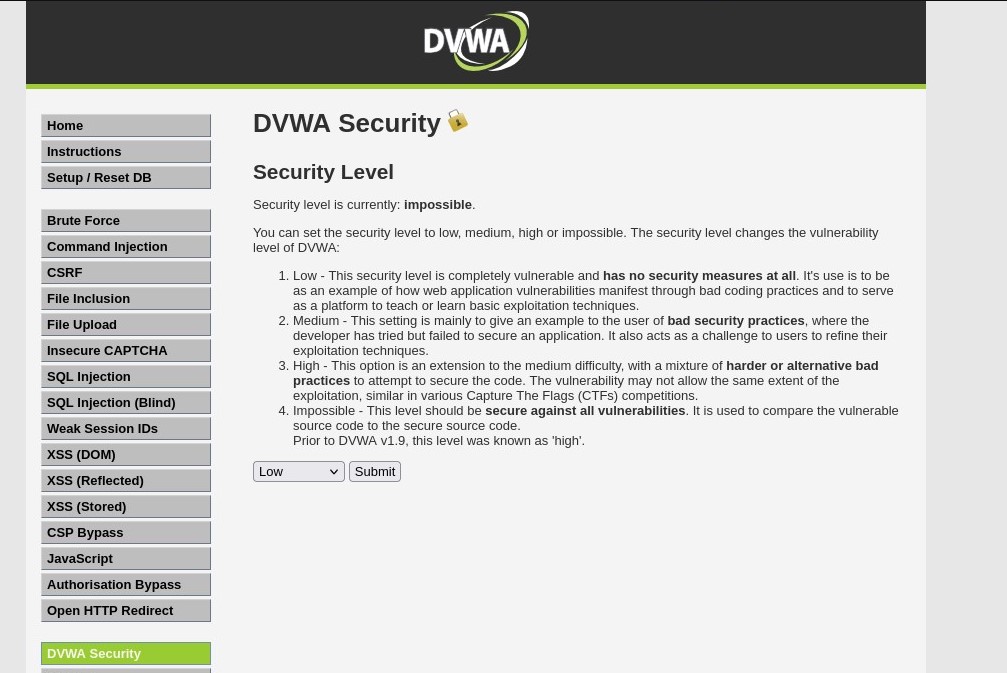 DVWA
Home
Instructions
Setup / Reset DB
Brute Force
Command Injection
CSRF
File Inclusion
File Upload
Insecure CAPTCHA
SQL Injection
SQL Injection (Blind)
Weak Session IDs
XSS (DOM)
XSS (Reflected)
XSS (Stored)
CSP Bypass
JavaScript
Authorisation Bypass
Open HTTP Redirect
DVWA Security
DVWA Security
Security Level
Security level is currently: impossible.
You can set the security level to low, medium, high or impossible. The security level changes the vulnerability
level of DVWA:
1. Low - This security level is completely vulnerable and has no security measures at all. It's use is to be
as an example of how web application vulnerabilities manifest through bad coding practices and to serve
as a platform to teach or learn basic exploitation techniques.
2. Medium - This setting is mainly to give an example to the user of bad security practices, where the
developer has tried but failed to secure an application. It also acts as a challenge to users to refine their
exploitation techniques.
3. High - This option is an extension to the medium difficulty, with a mixture of harder or alternative bad
practices to attempt to secure the code. The vulnerability may not allow the same extent of the
exploitation, similar in various Capture The Flags (CTFs) competitions.
4. Impossible - This level should be secure against all vulnerabilities. It is used to compare the vulnerable
source code to the secure source code.
Prior to DVWA v1.9, this level was known as 'high'.
Low Submit